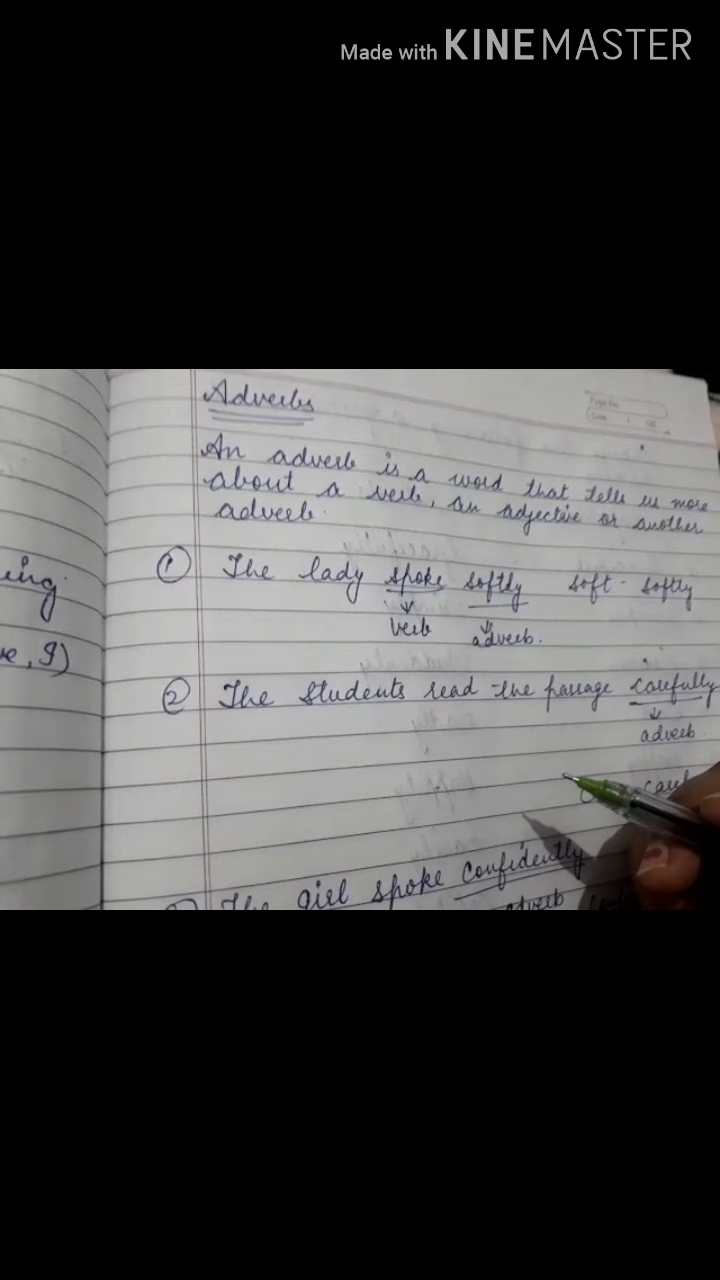 Made with KINEMASTER
Adverbs
An adverb is a word that tells us more
about a verb, an adjective or another
adverb.
① The lady spoke softly soft - softly
verb adverb.
② The students read the passage carefully
adverb.
The girl spoke confidently
adverb